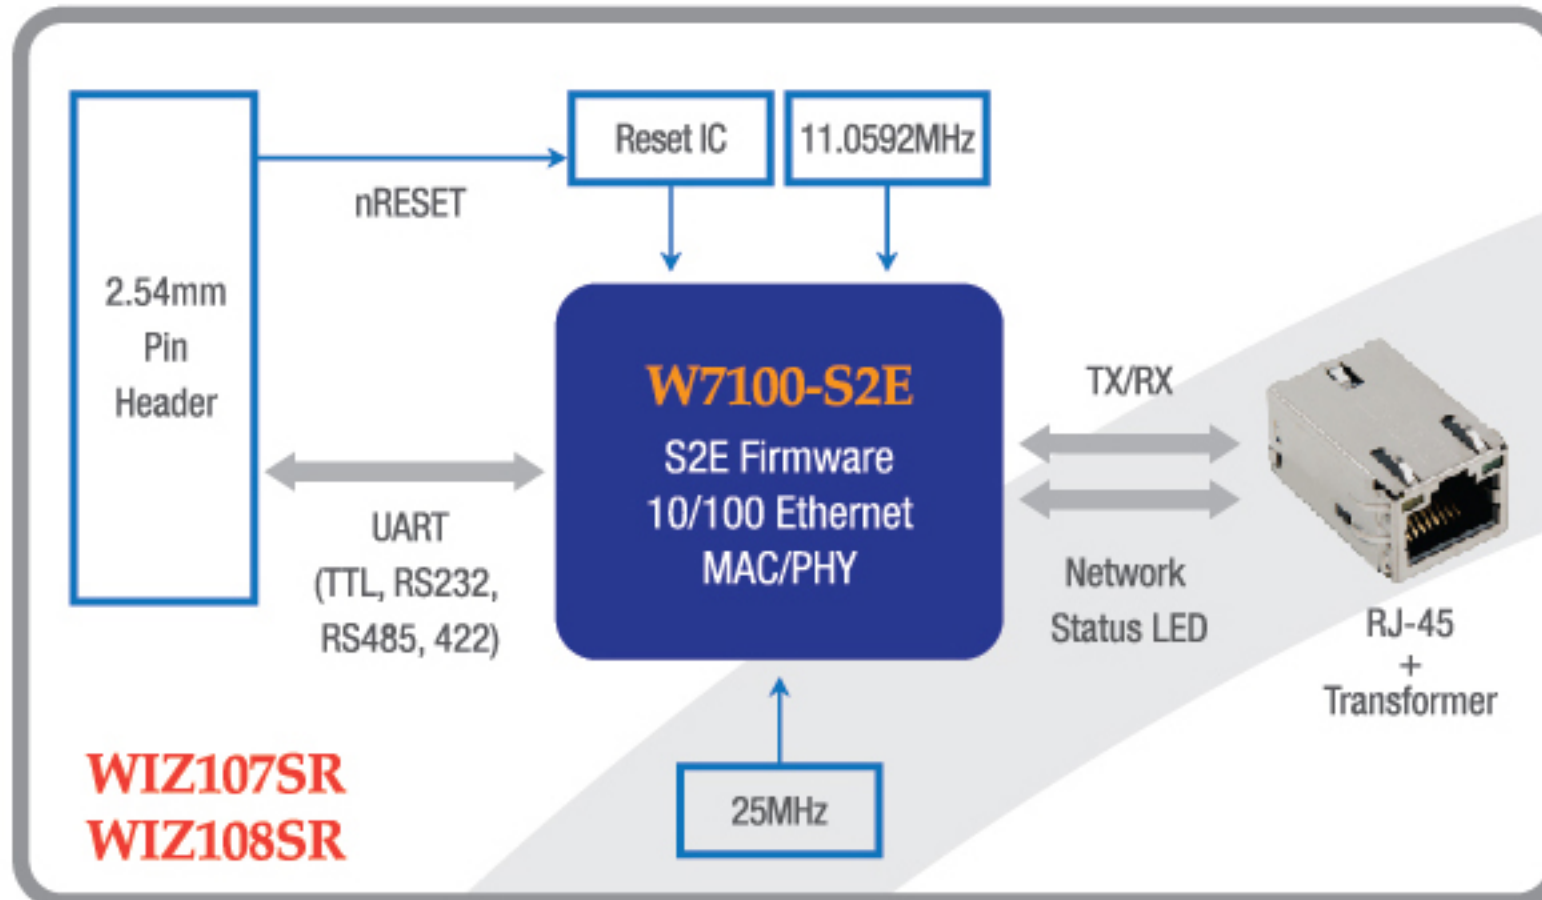 Reset IC
11.0592MHz
nRESET
2.54mm
Pin
Header
W7100-S2E
S2E Firmware
10/100 Ethernet
MAC/PHY
TX/RX
UART
(TTL, RS232,
RS485, 422)
Network
Status LED
RJ-45
+
Transformer
25MHz
WIZ107SR
WIZ108SR